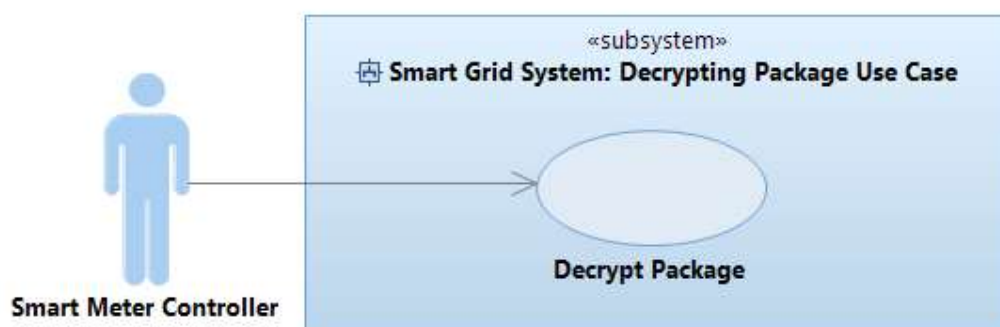 «subsystem»
Smart Grid System: Decrypting Package Use Case
Decrypt Package
Smart Meter Controller